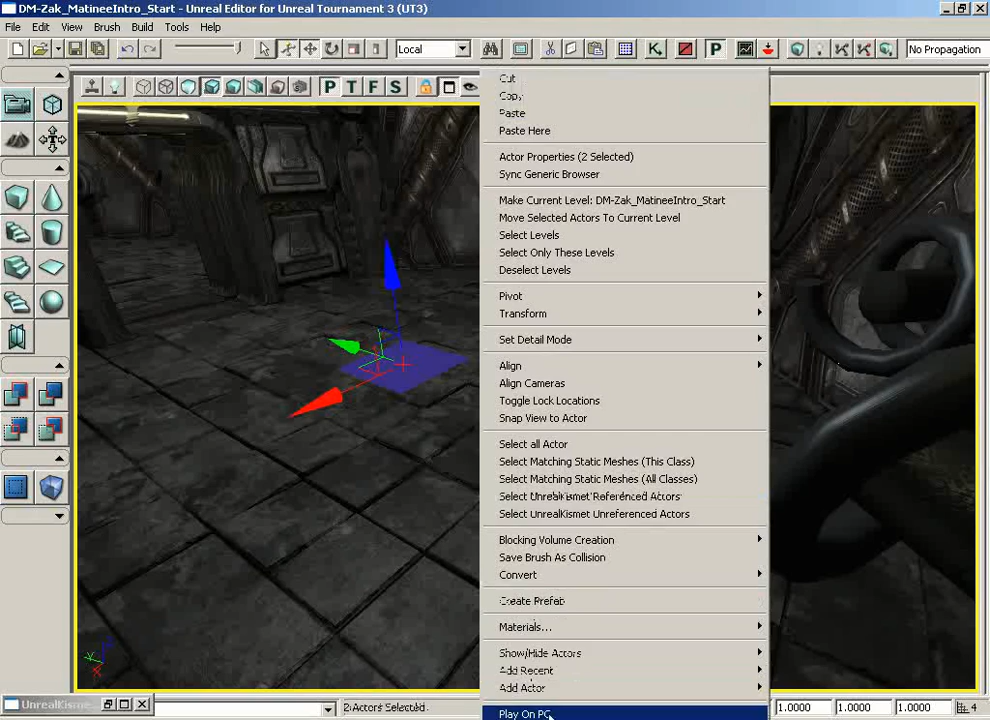 DM-Zak_MatineeIntro_Start - Unreal Editor for Unreal Tournament 3 (UT3)
File Edit View Brush Build Tools Help
Local
P
No Propagation
P T F S
Cut
Copy
Paste
Paste Here
Actor Properties (2 Selected)
Sync Generic Browser
Make Current Level: DM-Zak_MatineeIntro_Start
Move Selected Actors To Current Level
Select Levels
Select Only These Levels
Deselect Levels
Pivot
Transform
Set Detail Mode
Align
Align Cameras
Toggle Lock Locations
Snap View to Actor
Select all Actor
Select Matching Static Meshes (This Class)
Select Matching Static Meshes (All Classes)
Select UnrealKismet Referenced Actors
Select UnrealKismet Unreferenced Actors
Blocking Volume Creation
Save Brush As Collision
Convert
Create Prefab
Materials...
Show/Hide Actors
Add Recent
Add Actor
Play On PC
UnrealKisme...
2 Actors Selected.
1.0000 1.0000 1.0000 4